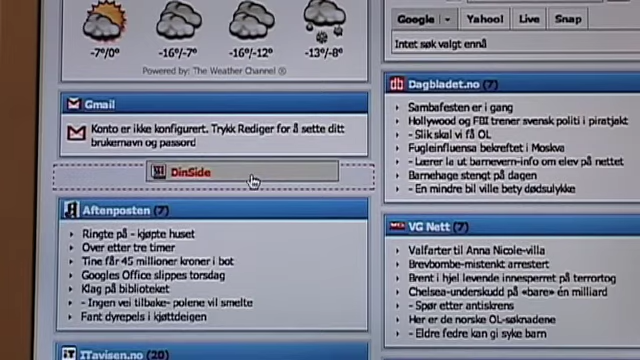 -7°/0°
-16°/-7°
-16°/-12°
-13°/-8°
Powered by: The Weather Channel ®
Gmail
Konto er ikke konfigurert. Trykk Rediger for å sette ditt
brukernavn og passord
DinSide
Aftenposten (7)
Ringte på - kjøpte huset
Over etter tre timer
Tine får 45 millioner kroner i bot
Googles Office slippes torsdag
Klag på biblioteket
- Ingen vei tilbake- polene vil smelte
Fant dyrepels i kjøttdeigen
ITavisen.no (20)
Google
Yahoo
Live
Snap
Intet søk valgt ennå
Dagbladet.no (7)
Sambafesten er i gang
Hollywood og FBI trener svensk politi i piratjakt
- Slik skal vi få OL
Fugleinfluensa bekreftet i Moskva
- Lærer la ut barnevern-info om elev på nettet
Barnehage stengt på dagen
- En mindre bil ville bety dødsulykke
VG Nett (7)
Valfarter til Anna Nicole-villa
Brevbombe-mistenkt arrestert
Brent i hjel levende innesperret på terrortog
Chelsea-underskudd på «bare» én milliard
- Spør etter antiskrens
Her er de norske OL-søknadene
- Eldre fedre kan gi syke barn